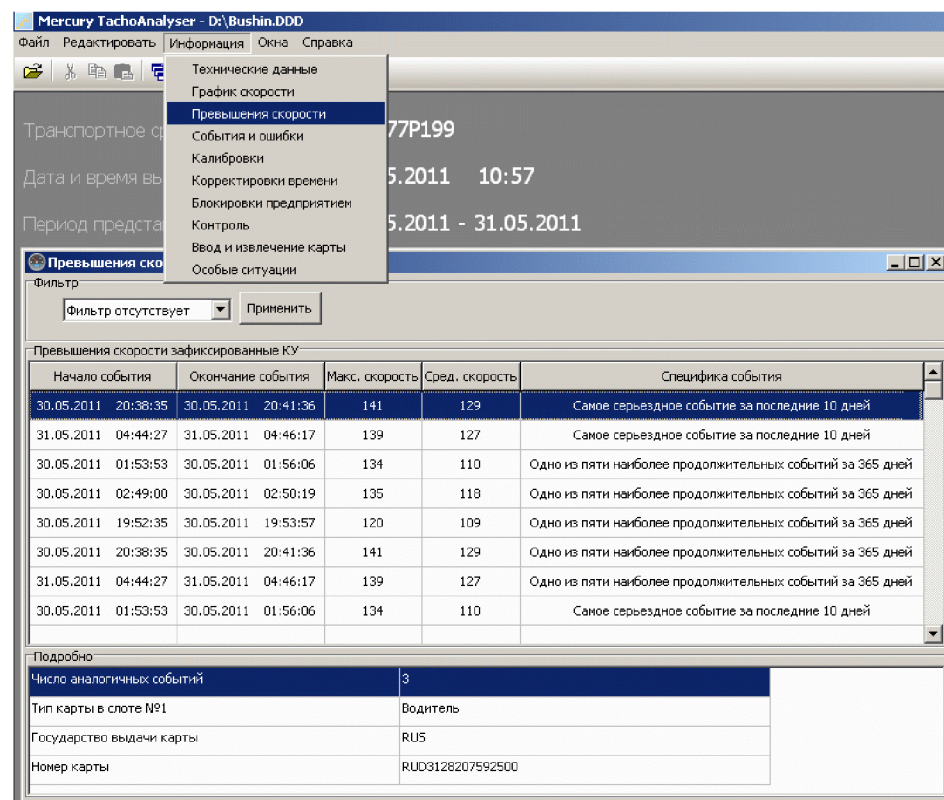 Mercury TachoAnalyser - D:\Bushin.DDD
Файл Редактировать Информация Окна Справка
Технические данные
График скорости
Превышения скорости
События и ошибки
Калибровки
Корректировки времени
Блокировки предприятием
Контроль
Ввод и извлечение карты
Особые ситуации
Транспортное ср 77Р199
Дата и время вы 5.2011 10:57
Период предста 5.2011 - 31.05.2011
Превышения ско
Фильтр
Фильтр отсутствует Применить
Превышения скорости зафиксированные КУ
Начало события Окончание события Макс. скорость Сред. скорость Специфика события
30.05.2011 20:38:35 30.05.2011 20:41:36 141 129 Самое серьездное событие за последние 10 дней
31.05.2011 04:44:27 31.05.2011 04:46:17 139 127 Самое серьездное событие за последние 10 дней
30.05.2011 01:53:53 30.05.2011 01:56:06 134 110 Одно из пяти наиболее продолжительных событий за 365 дней
30.05.2011 02:49:00 30.05.2011 02:50:19 135 118 Одно из пяти наиболее продолжительных событий за 365 дней
30.05.2011 19:52:35 30.05.2011 19:53:57 120 109 Одно из пяти наиболее продолжительных событий за 365 дней
30.05.2011 20:38:35 30.05.2011 20:41:36 141 129 Одно из пяти наиболее продолжительных событий за 365 дней
31.05.2011 04:44:27 31.05.2011 04:46:17 139 127 Одно из пяти наиболее продолжительных событий за 365 дней
30.05.2011 01:53:53 30.05.2011 01:56:06 134 110 Самое серьездное событие за последние 10 дней
Подробно
Число аналогичных событий 3
Тип карты в слоте №1 Водитель
Государство выдачи карты RUS
Номер карты RUD3128207592500